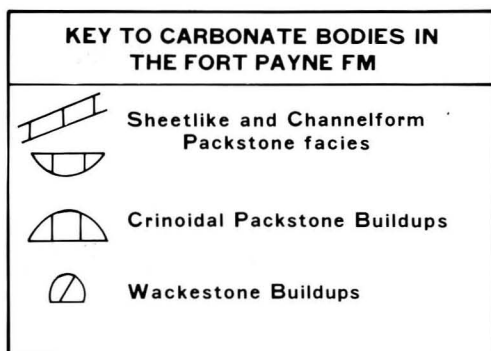 KEY TO CARBONATE BODIES IN
THE FORT PAYNE FM
Sheetlike and Channelform
Packstone facies
Crinoidal Packstone Buildups
Wackestone Buildups